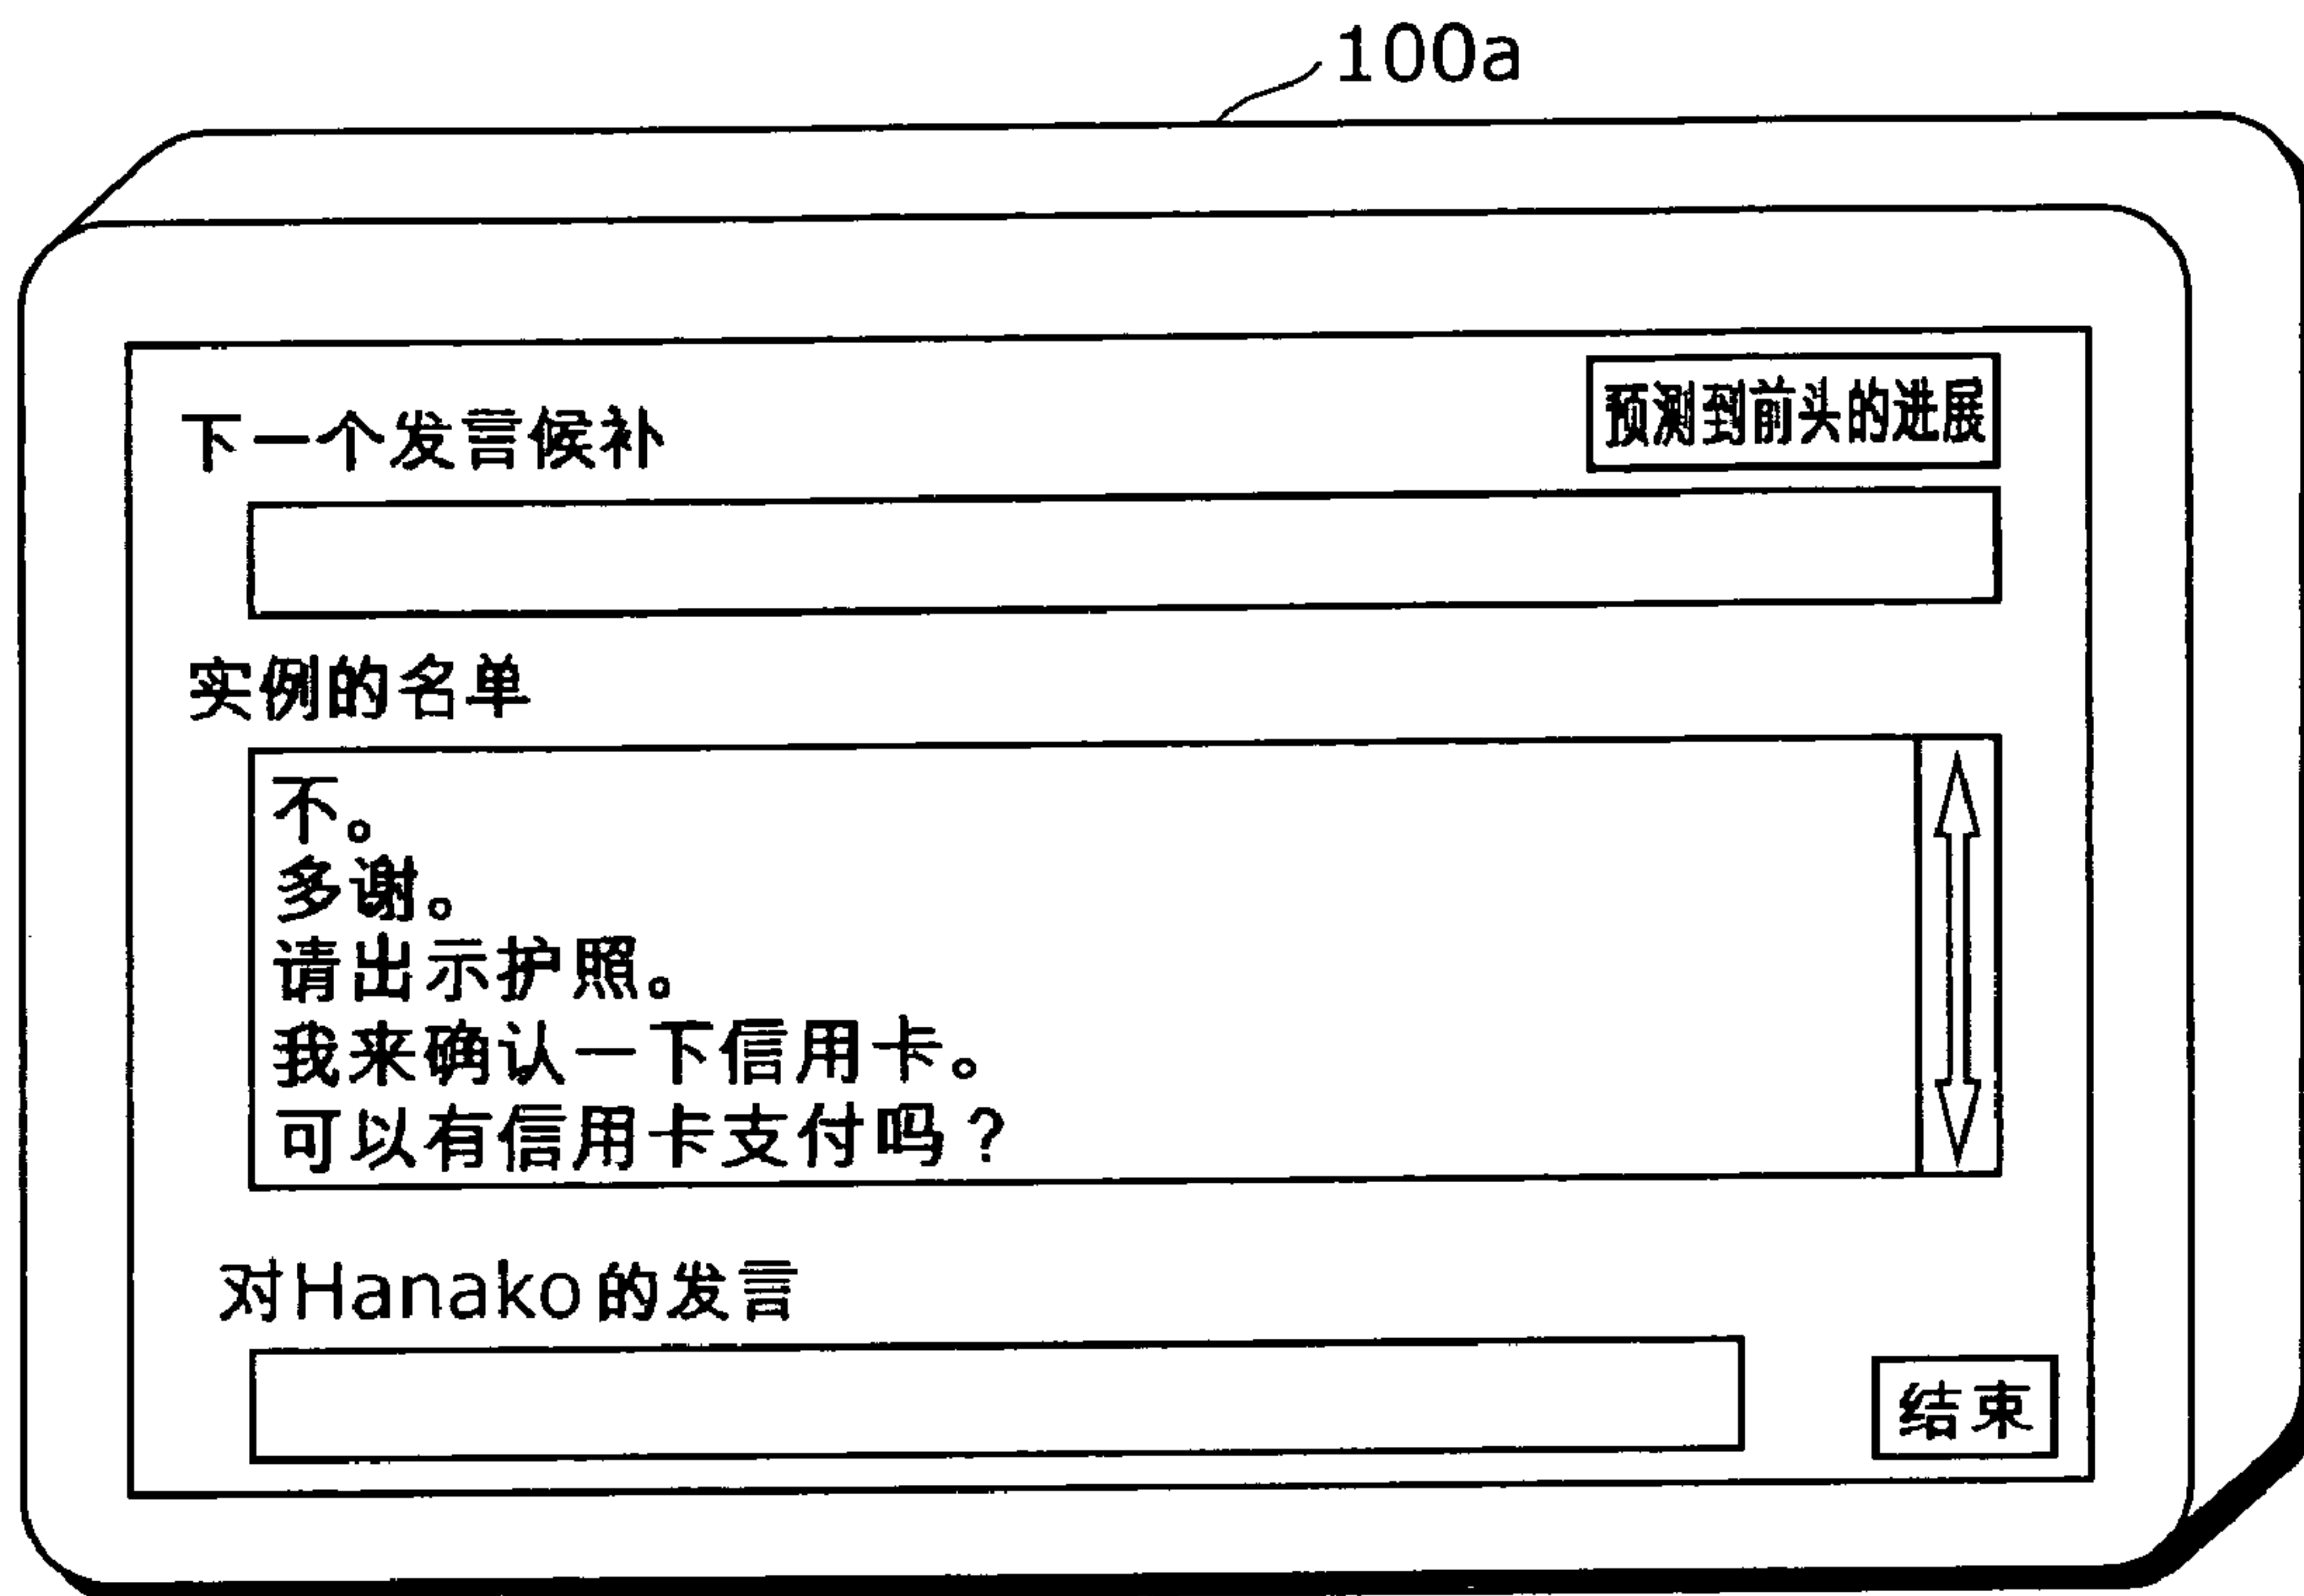 100a
下一个发言候补
预测到前头的进展
实例的名单
不。
多谢。
请出示护照。
我来确认一下信用卡。
可以有信用卡支付吗？
对Hanako的发言
结束